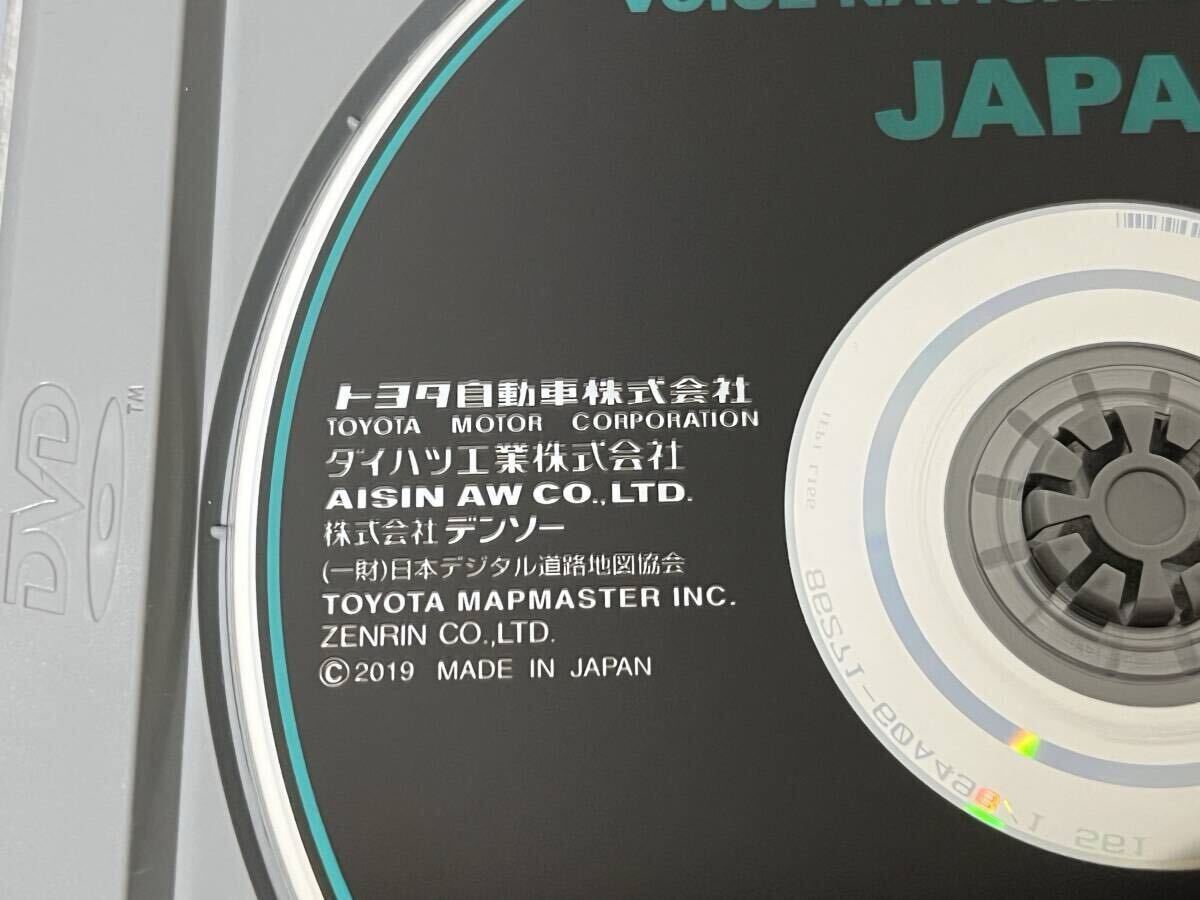 VOICE
JAPA
トヨタ自動車株式会社
TOYOTA MOTOR CORPORATION
ダイハツ工業株式会社
AISIN AW CO.,LTD.
株式会社 デンソー
(一財)日本デジタル道路地図協会
TOYOTA MAPMASTER INC.
ZENRIN CO.,LTD.
©2019 MADE IN JAPAN
DVD
TM